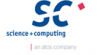 sc
science + computing
an atos company